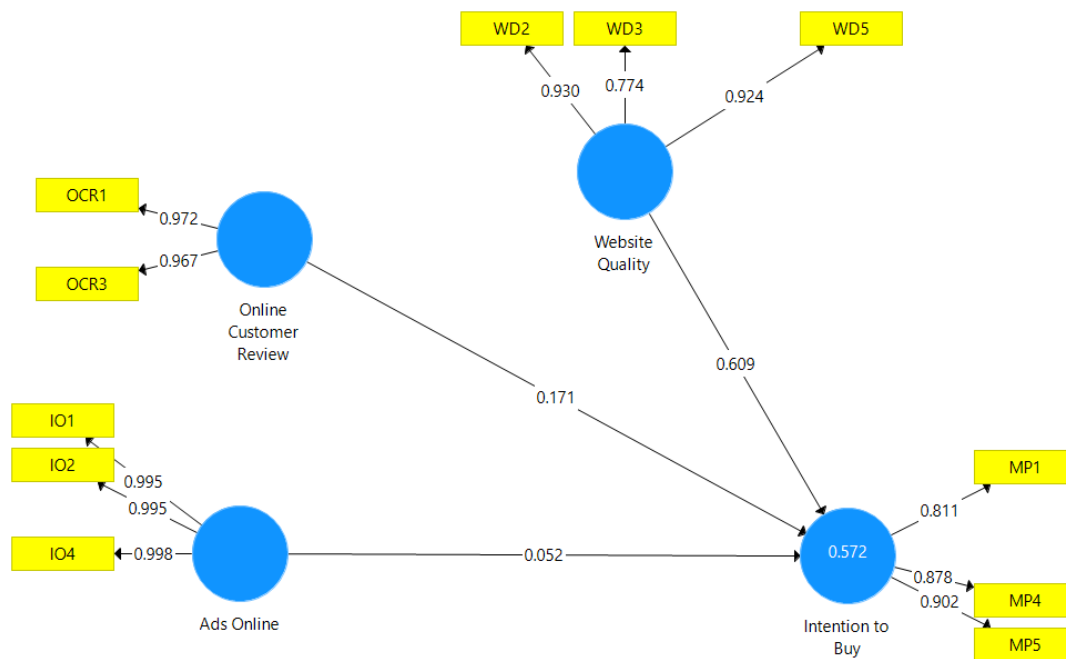 WD2
WD3
WD5
0.930
0.774
0.924
OCR1
0.972
OCR3
0.967
Website
Quality
Online
Customer
Review
0.609
0.171
IO1
IO2
0.995
0.995
IO4
0.998
Ads Online
0.052
0.572
Intention to
Buy
MP1
0.811
0.878
0.902
MP4
MP5